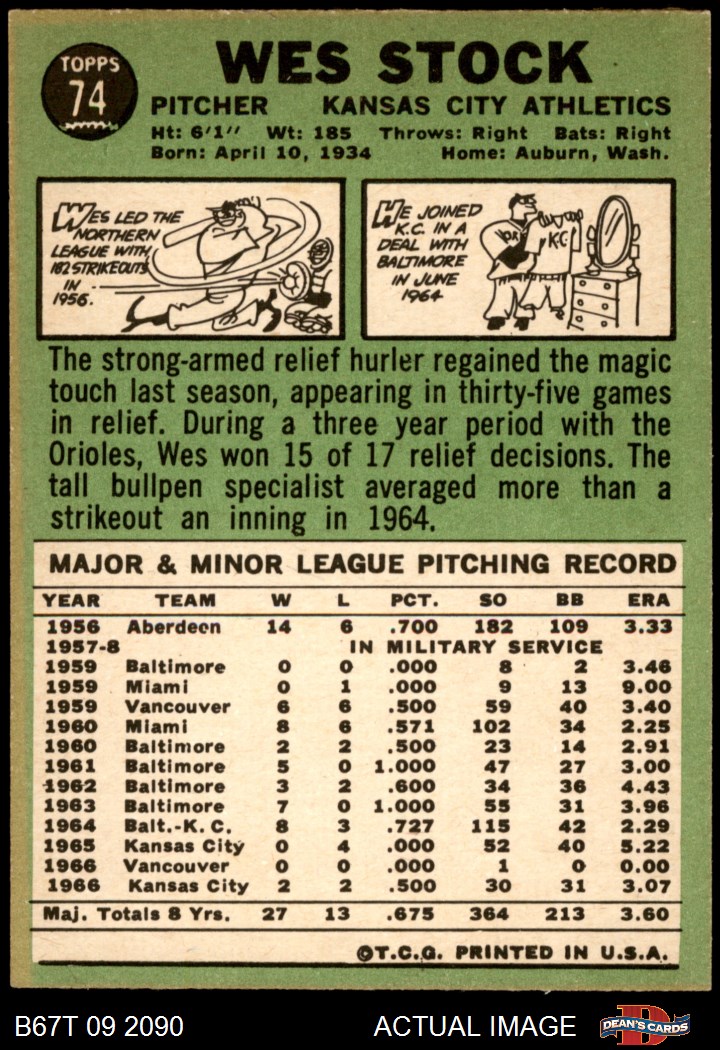 TOPPS
74
WES STOCK
PITCHER KANSAS CITY ATHLETICS
Ht: 6'1" Wt: 185 Throws: Right Bats: Right
Born: April 10, 1934 Home: Auburn, Wash.
WES LED THE
NORTHERN
LEAGUE WITH
182 STRIKEOUTS
IN
1956.
HE JOINED
K.C. IN A
DEAL WITH
BALTIMORE
IN JUNE
1964
K-C
The strong-armed relief hurler regained the magic
touch last season, appearing in thirty-five games
in relief. During a three year period with the
Orioles, Wes won 15 of 17 relief decisions. The
tall bullpen specialist averaged more than a
strikeout an inning in 1964.
MAJOR & MINOR LEAGUE PITCHING RECORD
YEAR TEAM W L PCT. SO BB ERA
1956 Aberdeen 14 6 .700 182 109 3.33
1957-8 IN MILITARY SERVICE
1959 Baltimore 0 0 .000 8 2 3.46
1959 Miami 0 1 .000 9 13 9.00
1959 Vancouver 6 6 .500 59 40 3.40
1960 Miami 8 6 .571 102 34 2.25
1960 Baltimore 2 2 .500 23 14 2.91
1961 Baltimore 5 0 1.000 47 27 3.00
1962 Baltimore 3 2 .600 34 36 4.43
1963 Baltimore 7 0 1.000 55 31 3.96
1964 Balt.-K. C. 8 3 .727 115 42 2.29
1965 Kansas City 0 4 .000 52 40 5.22
1966 Vancouver 0 0 .000 1 0 0.00
1966 Kansas City 2 2 .500 30 31 3.07
Maj. Totals 8 Yrs. 27 13 .675 364 213 3.60
©T.C.G. PRINTED IN U.S.A.
B67T 09 2090 ACTUAL IMAGE DEAN'S CARDS